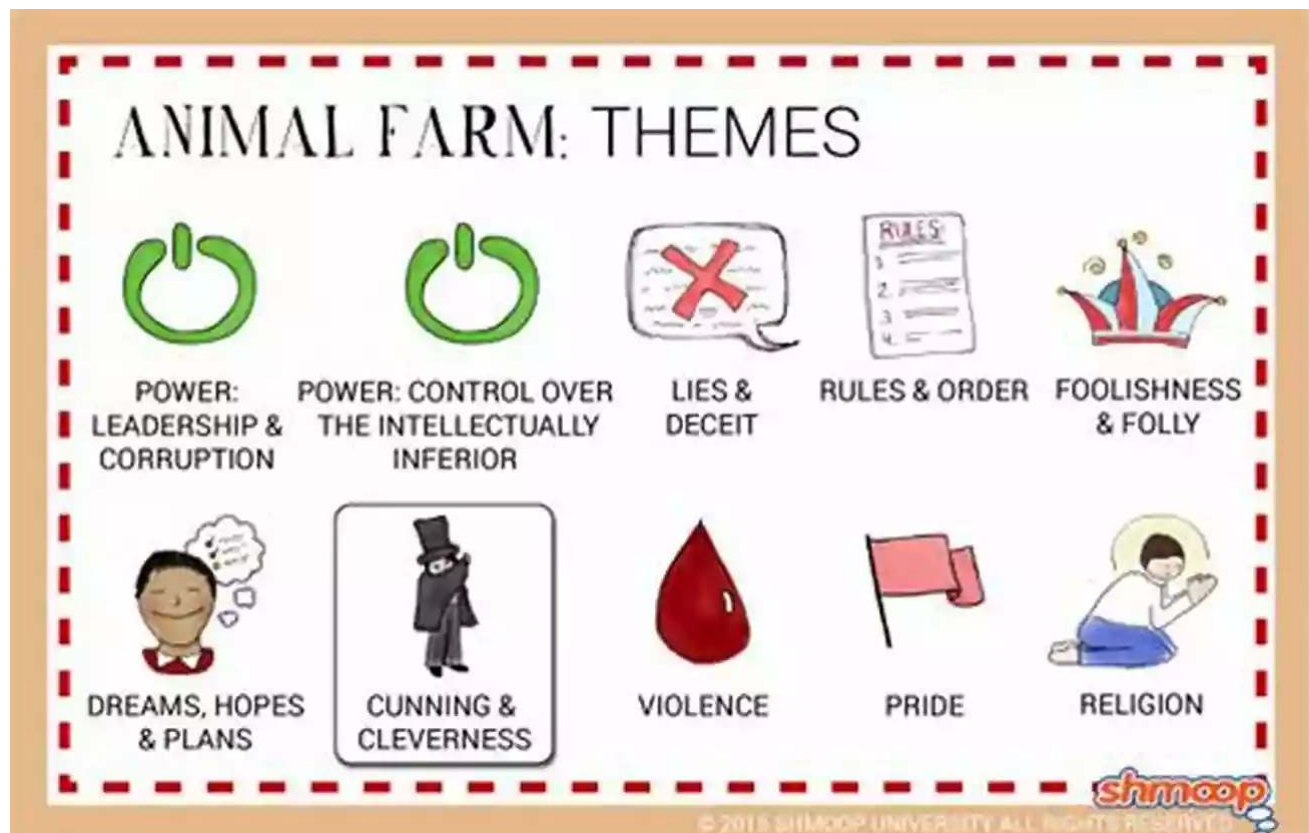 ANIMAL FARM: THEMES
RULES:
1
2
3
4
POWER:
LEADERSHIP &
CORRUPTION
POWER: CONTROL OVER
THE INTELLECTUALLY
INFERIOR
LIES &
DECEIT
RULES & ORDER
FOOLISHNESS
& FOLLY
DREAMS, HOPES
& PLANS
CUNNING &
CLEVERNESS
VIOLENCE
PRIDE
RELIGION
shmoop
© 2015 SHMOOP UNIVERSITY ALL RIGHTS RESERVED